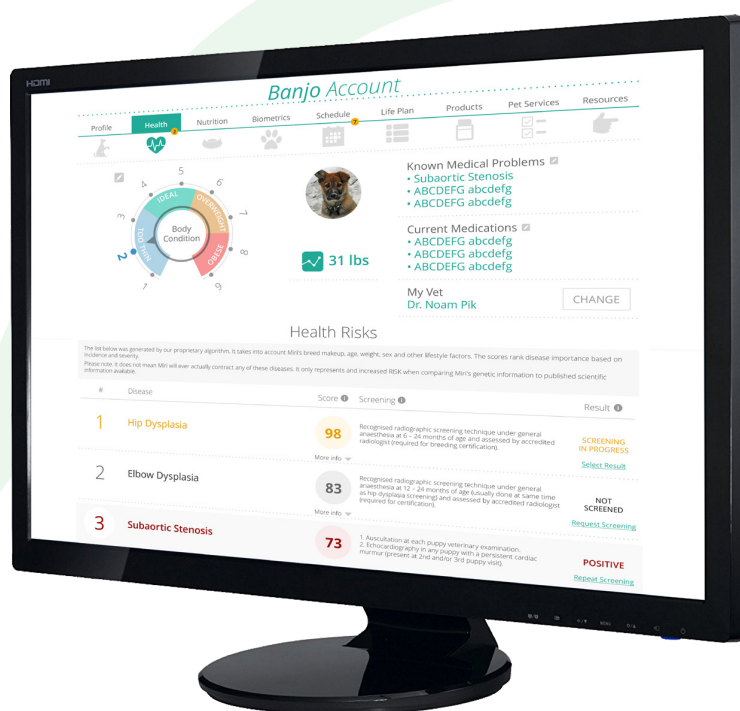 HDMI
Banjo Account
Profile
Health
Nutrition
Biometrics
Schedule
7
Life Plan
Products
Pet Services
Resources
1
2
3
4
5
6
7
8
9
TOO THIN
IDEAL
OVERWEIGHT
OBESE
Body
Condition
31 lbs
Known Medical Problems
• Subaortic Stenosis
• ABCDEFG abcdefg
• ABCDEFG abcdefg
Current Medications
• ABCDEFG abcdefg
• ABCDEFG abcdefg
• ABCDEFG abcdefg
My Vet
Dr. Noam Pik
CHANGE
Health Risks
The list below was generated by our proprietary algorithm. It takes into account Miri's breed makeup, age, weight, sex and other lifestyle factors. The scores rank disease importance based on
incidence and severity.
Please note: it does not mean Miri will ever actually contract any of these diseases. It only represents and increased RISK when comparing Miri's genetic information to published scientific
information available.
# Disease Score Screening Result
1 Hip Dysplasia
98
More info
Recognised radiographic screening technique under general
anaesthesia at 6 – 24 months of age and assessed by accredited
radiologist (required for breeding certification).
SCREENING
IN PROGRESS
Select Result
2 Elbow Dysplasia
83
More info
Recognised radiographic screening technique under general
anaesthesia at 12 – 24 months of age (usually done at same time
as hip dysplasia screening) and assessed by accredited radiologist
(required for certification).
NOT
SCREENED
Request Screening
3 Subaortic Stenosis
73
1. Auscultation at each puppy veterinary examination.
2. Echocardiography in any puppy with a persistent cardiac
murmur (present at 2nd and/or 3rd puppy visit).
POSITIVE
Repeat Screening
MENU